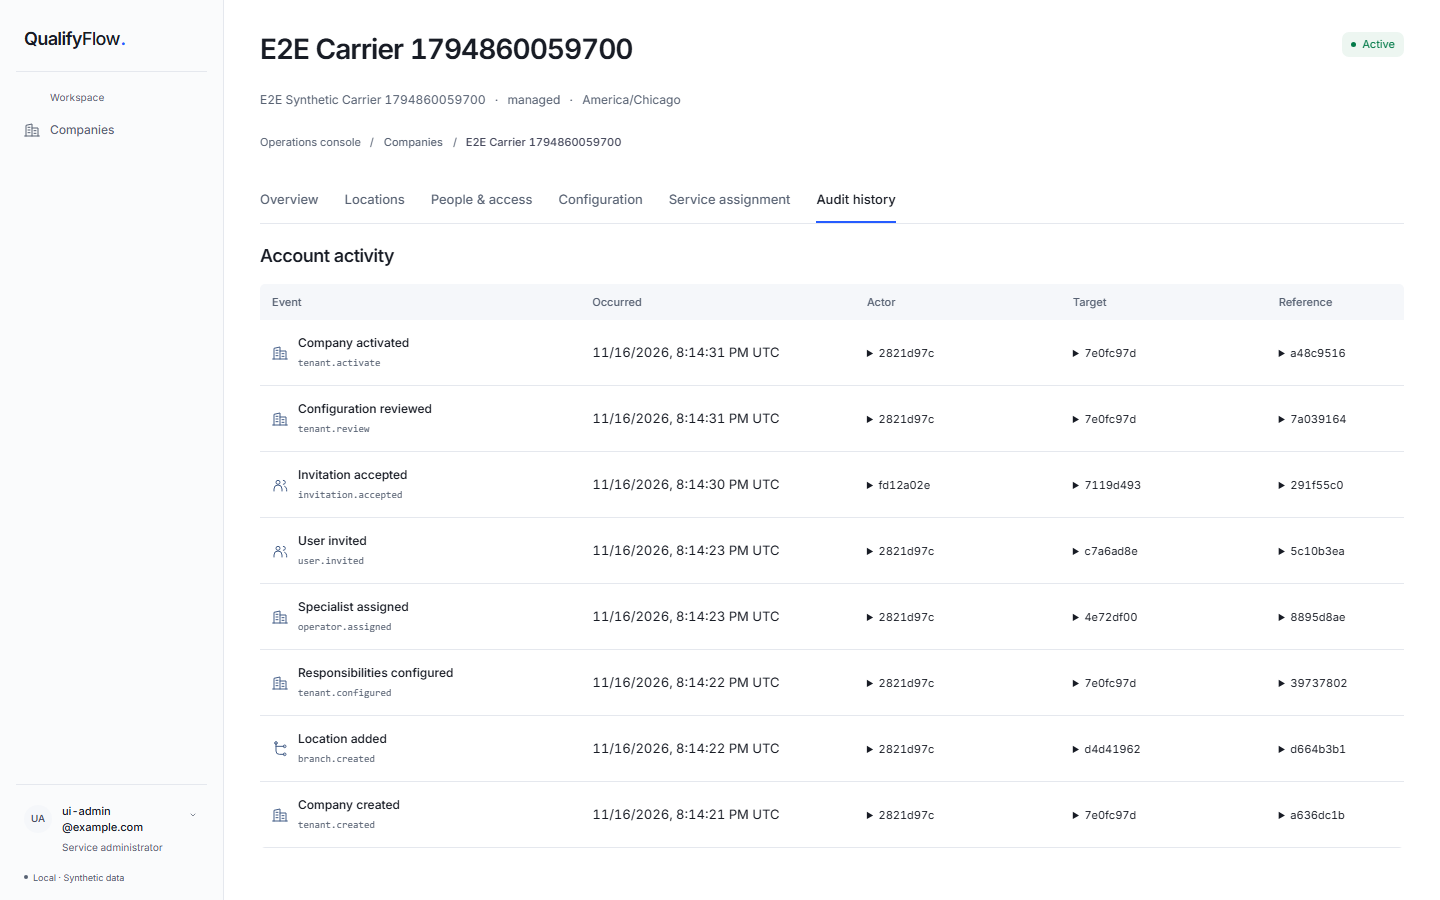 QualifyFlow.
Workspace
Companies
ui-admin
@example.com
UA
Service administrator
Local · Synthetic data
E2E Carrier 1794860059700
Active
E2E Synthetic Carrier 1794860059700 · managed · America/Chicago
Operations console / Companies / E2E Carrier 1794860059700
Overview Locations People & access Configuration Service assignment Audit history
Account activity
Event Occurred Actor Target Reference
Company activated
tenant.activate
11/16/2026, 8:14:31 PM UTC 2821d97c 7e0fc97d a48c9516
Configuration reviewed
tenant.review
11/16/2026, 8:14:31 PM UTC 2821d97c 7e0fc97d 7a039164
Invitation accepted
invitation.accepted
11/16/2026, 8:14:30 PM UTC fd12a02e 7119d493 291f55c0
User invited
user.invited
11/16/2026, 8:14:23 PM UTC 2821d97c c7a6ad8e 5c10b3ea
Specialist assigned
operator.assigned
11/16/2026, 8:14:23 PM UTC 2821d97c 4e72df00 8895d8ae
Responsibilities configured
tenant.configured
11/16/2026, 8:14:22 PM UTC 2821d97c 7e0fc97d 39737802
Location added
branch.created
11/16/2026, 8:14:22 PM UTC 2821d97c d4d41962 d664b3b1
Company created
tenant.created
11/16/2026, 8:14:21 PM UTC 2821d97c 7e0fc97d a636dc1b